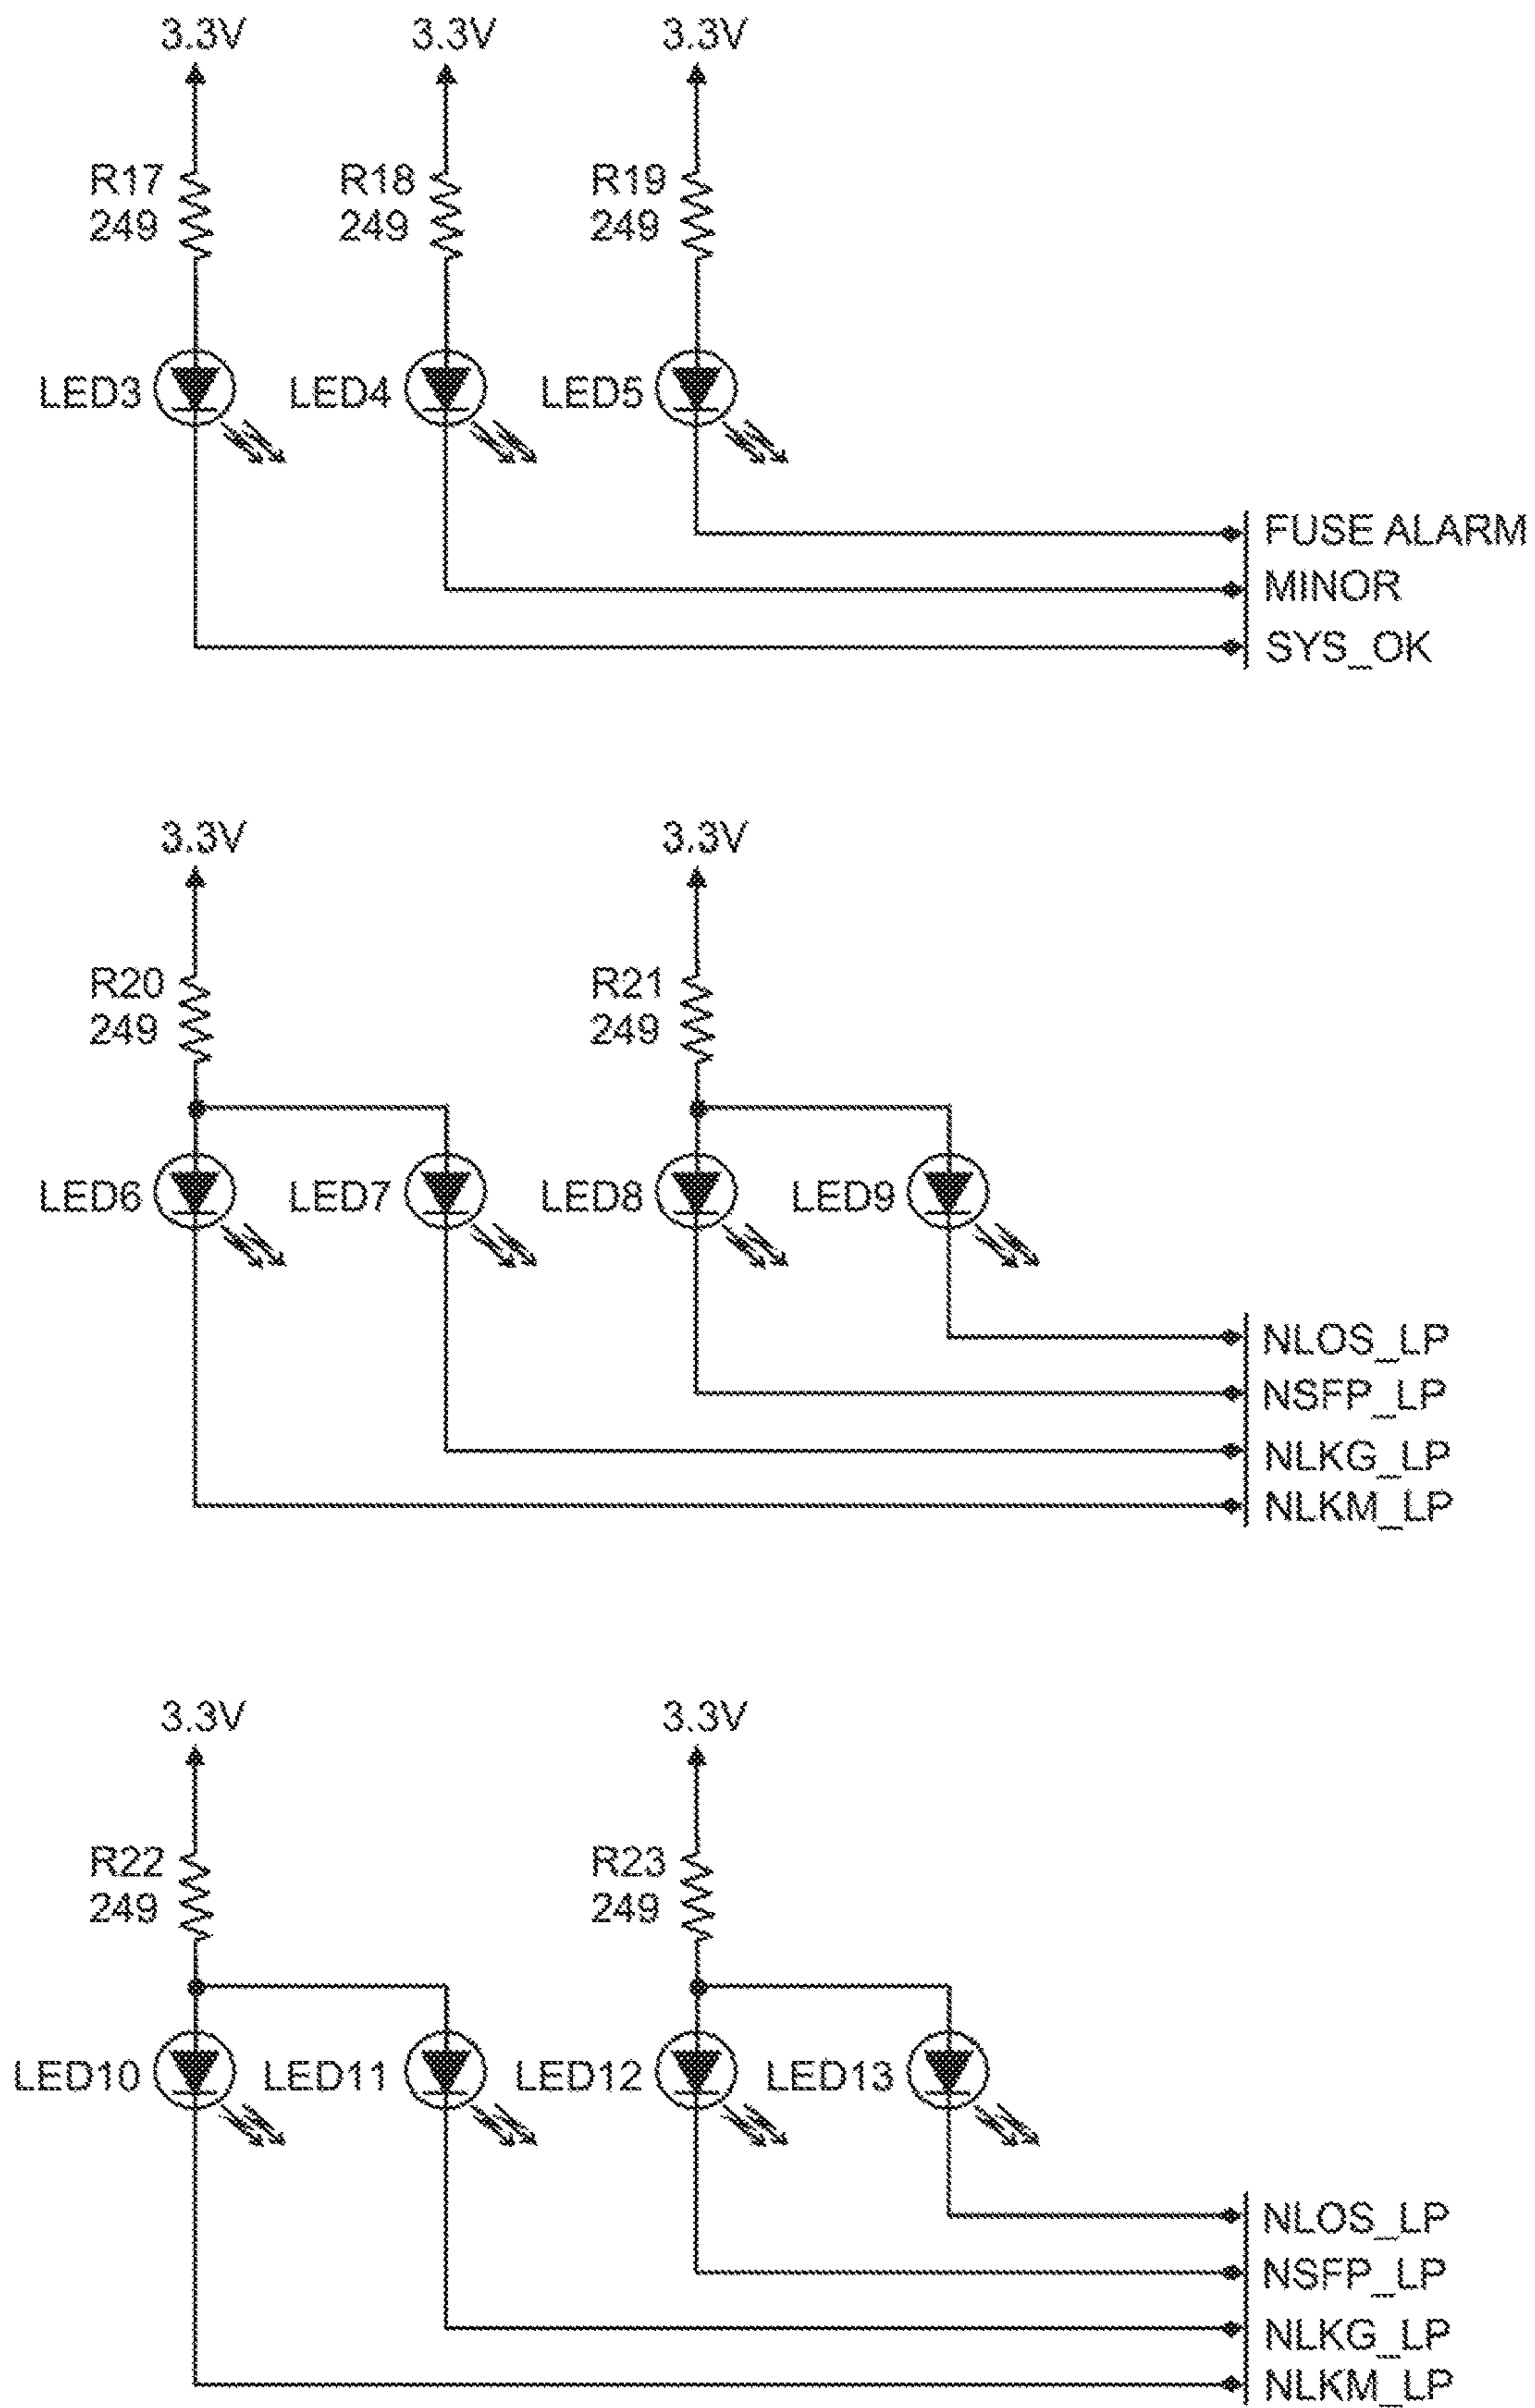 3.3V 3.3V 3.3V
R17 R18 R19
249 249 249
LED3 LED4 LED5
FUSE ALARM
MINOR
SYS_OK
3.3V 3.3V
R20 R21
249 249
LED6 LED7 LED8 LED9
NLOS_LP
NSFP_LP
NLKG_LP
NLKM_LP
3.3V 3.3V
R22 R23
249 249
LED10 LED11 LED12 LED13
NLOS_LP
NSFP_LP
NLKG_LP
NLKM_LP